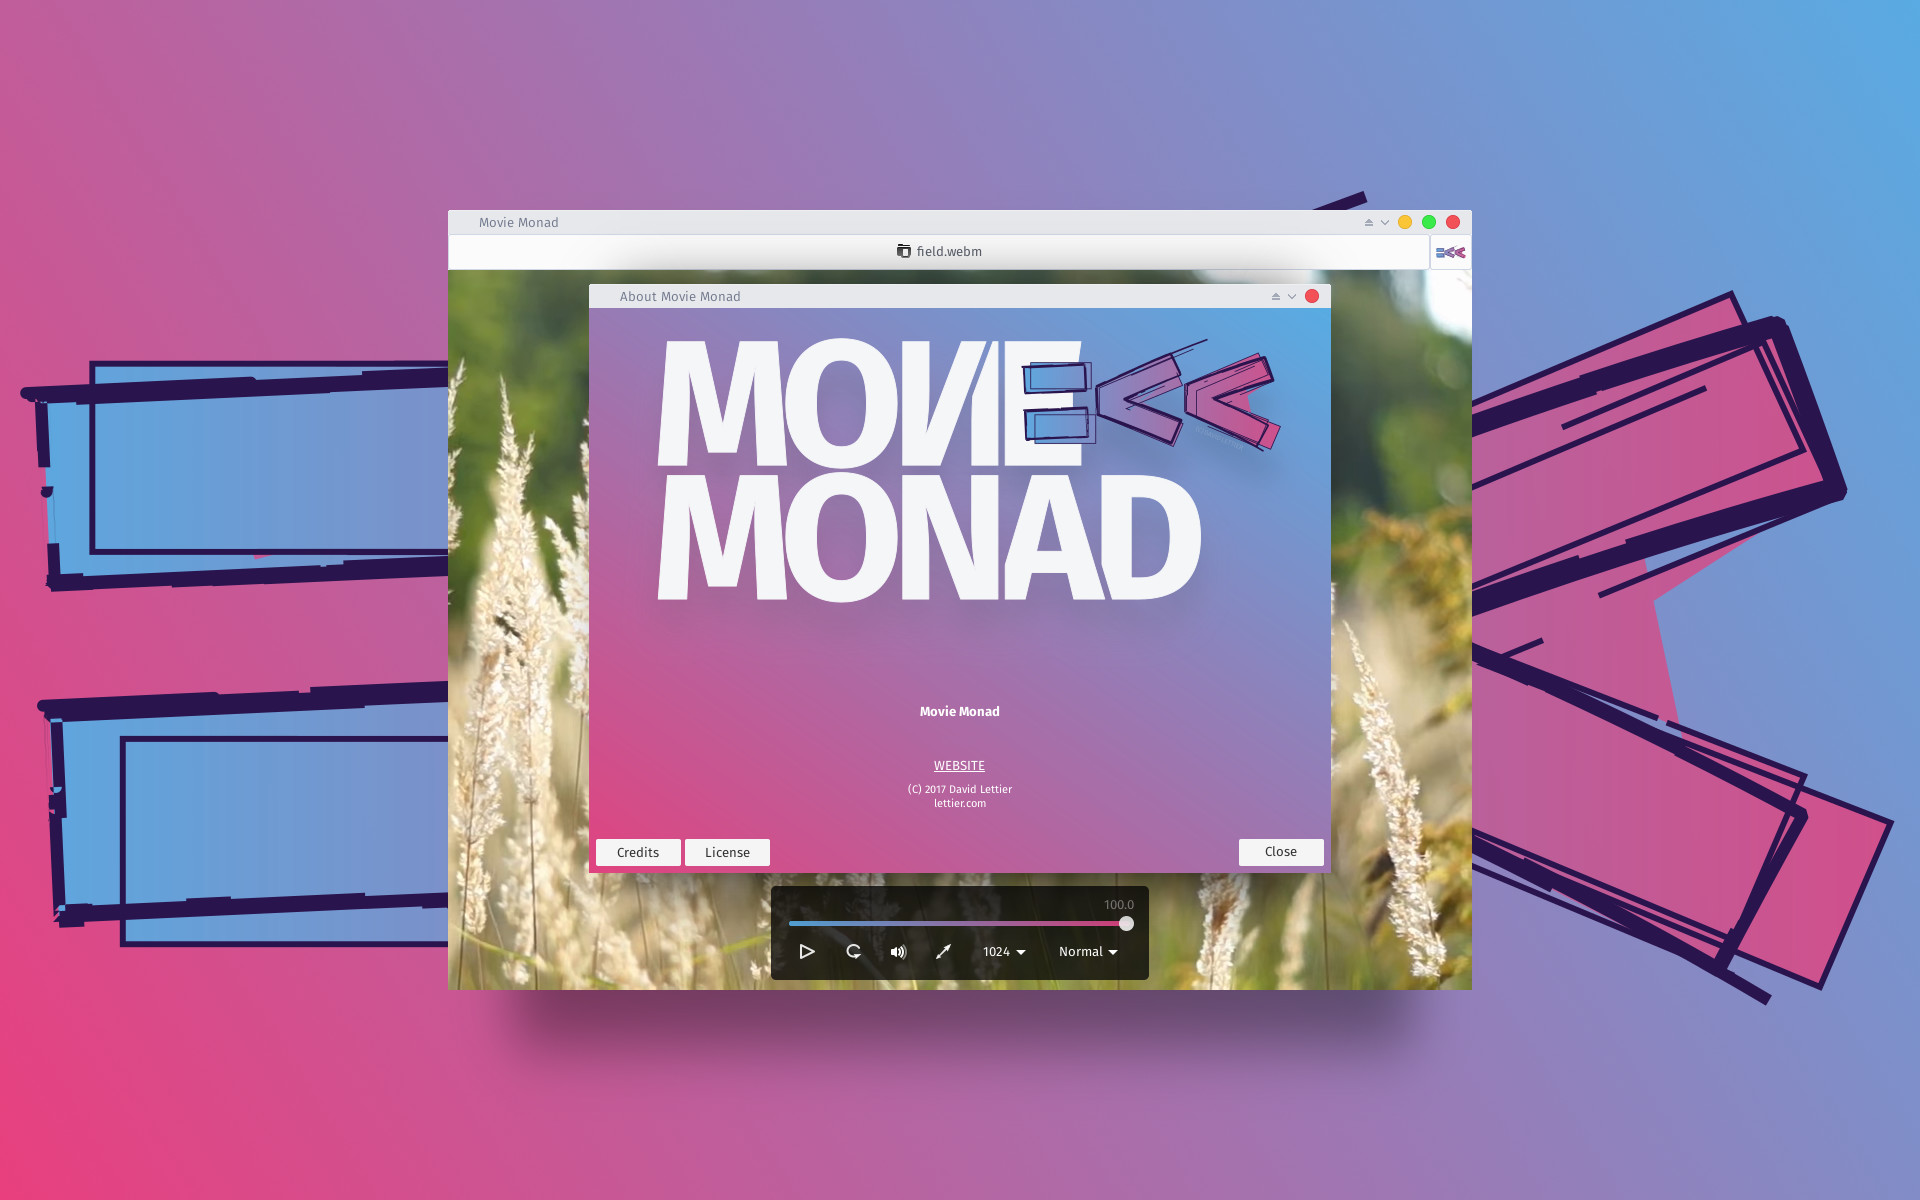 Movie Monad
field.webm
About Movie Monad
MOVIE
MONAD
Movie Monad
WEBSITE
(C) 2017 David Lettier
lettier.com
Credits
License
Close
100.0
1024
Normal